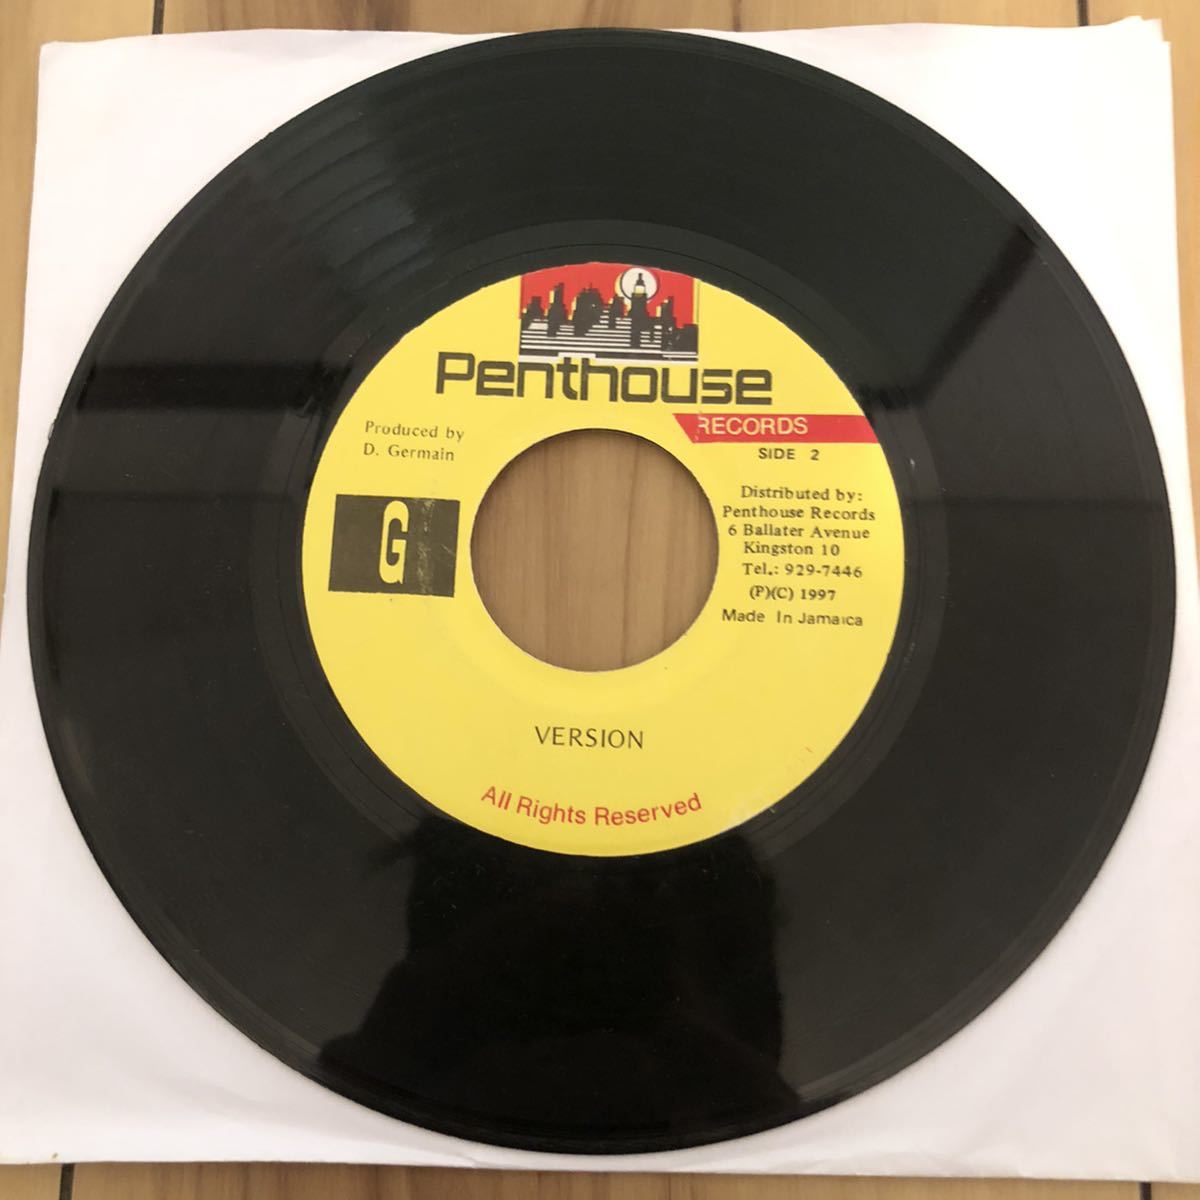 Penthouse
RECORDS
SIDE 2
Produced by
D. Germain
G
Distributed by:
Penthouse Records
6 Ballater Avenue
Kingston 10
Tel.: 929-7446
(P)(C) 1997
Made In Jamaica
VERSION
All Rights Reserved